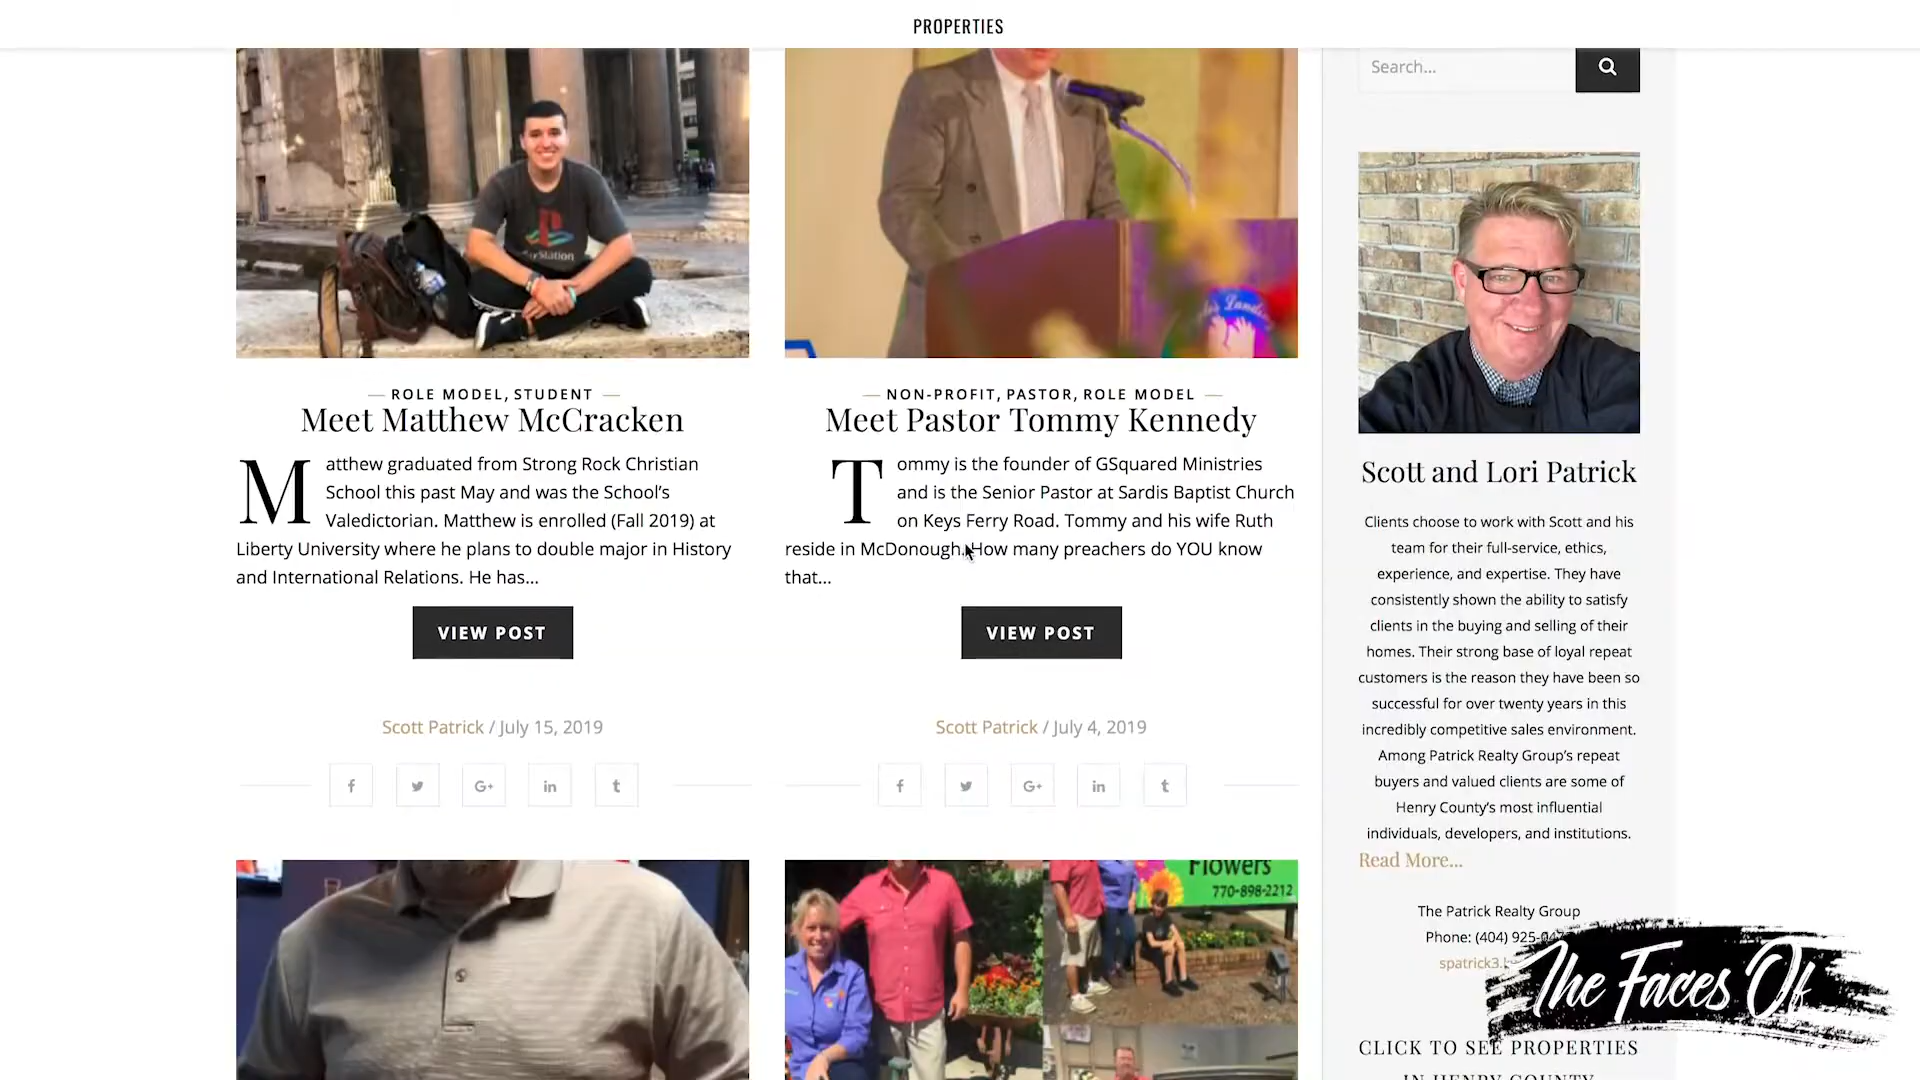 PROPERTIES
Search...
ROLE MODEL, STUDENT
Meet Matthew McCracken
Matthew graduated from Strong Rock Christian
School this past May and was the School’s
Valedictorian. Matthew is enrolled (Fall 2019) at
Liberty University where he plans to double major in History
and International Relations. He has...
VIEW POST
Scott Patrick / July 15, 2019
NON-PROFIT, PASTOR, ROLE MODEL
Meet Pastor Tommy Kennedy
Tommy is the founder of GSquared Ministries
and is the Senior Pastor at Sardis Baptist Church
on Keys Ferry Road. Tommy and his wife Ruth
reside in McDonough. How many preachers do YOU know
that...
VIEW POST
Scott Patrick / July 4, 2019
Flowers
770-898-2212
Scott and Lori Patrick
Clients choose to work with Scott and his
team for their full-service, ethics,
experience, and expertise. They have
consistently shown the ability to satisfy
clients in the buying and selling of their
homes. Their strong base of loyal repeat
customers is the reason they have been so
successful for over twenty years in this
incredibly competitive sales environment.
Among Patrick Realty Group’s repeat
buyers and valued clients are some of
Henry County’s most influential
individuals, developers, and institutions.
Read More...
The Patrick Realty Group
Phone: (404) 925-
The Faces Of
CLICK TO SEE PROPERTIES
IN HENRY COUNTY